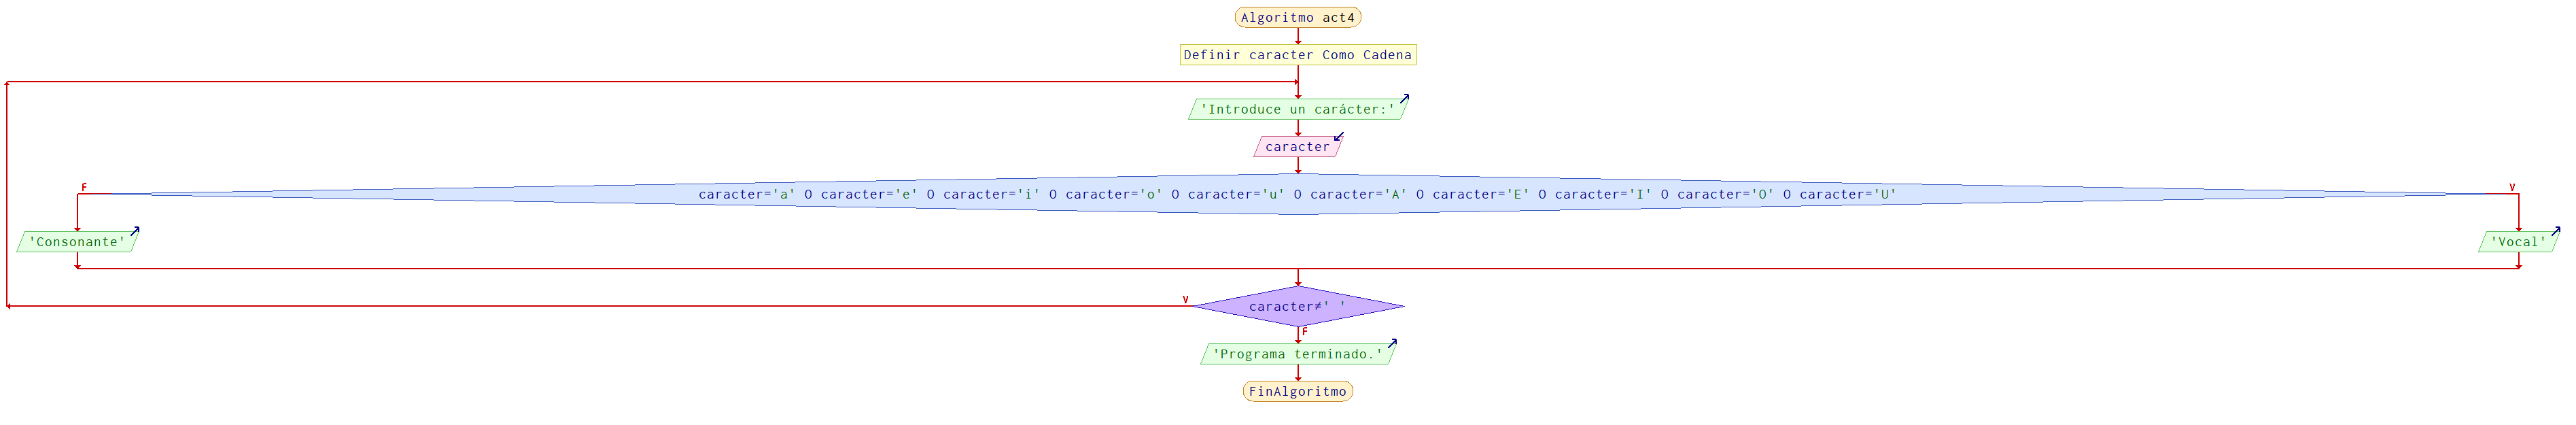 Algoritmo act4
Definir caracter Como Cadena
'Introduce un carácter:'
caracter
F
caracter='a' O caracter='e' O caracter='i' O caracter='o' O caracter='u' O caracter='A' O caracter='E' O caracter='I' O caracter='O' O caracter='U'
V
'Consonante'
'Vocal'
V
caracter≠' '
F
'Programa terminado.'
FinAlgoritmo